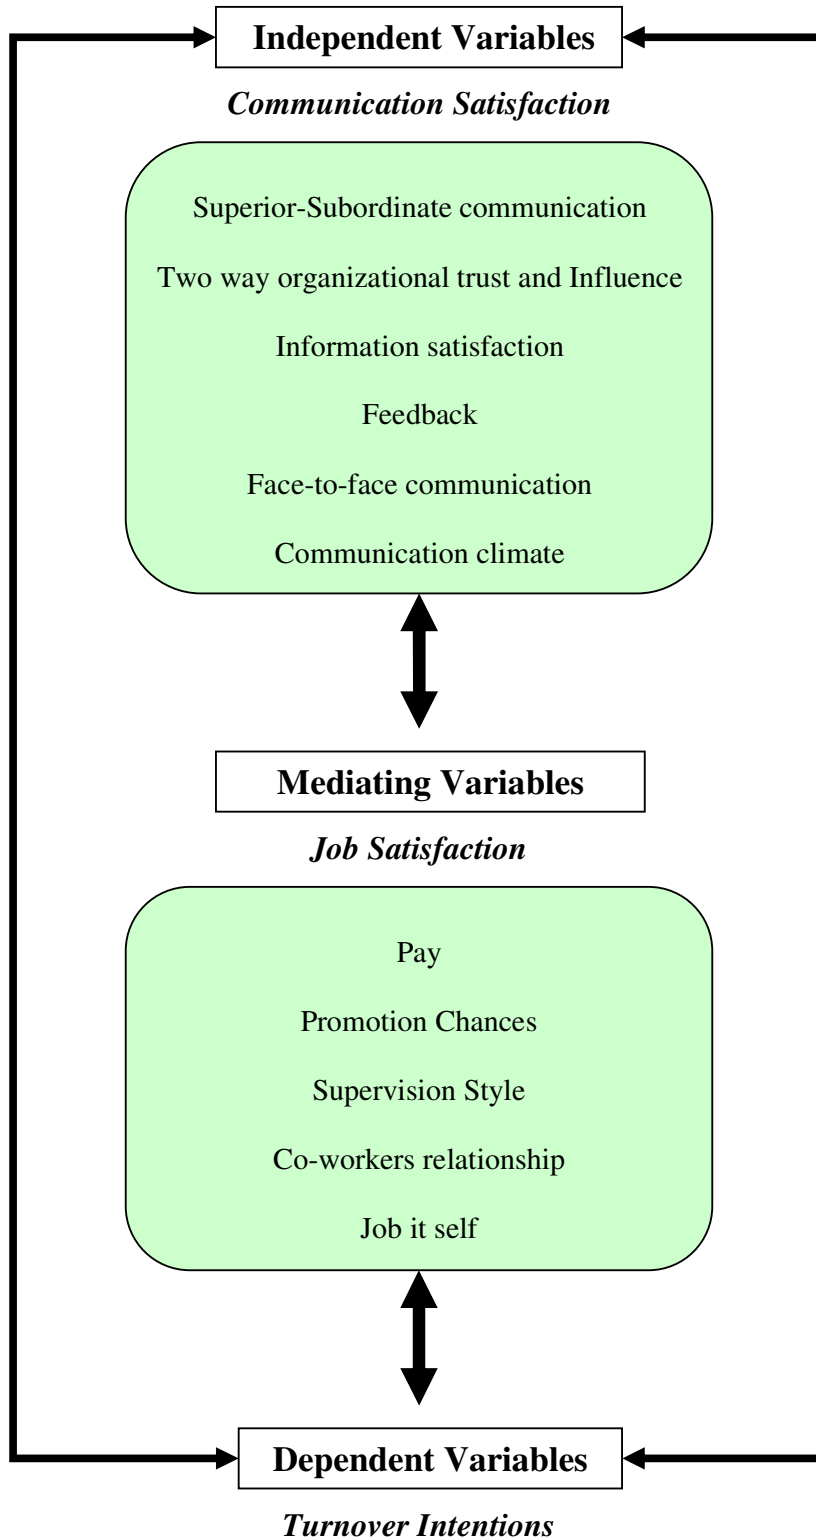 Independent Variables
Communication Satisfaction
Superior-Subordinate communication
Two way organizational trust and Influence
Information satisfaction
Feedback
Face-to-face communication
Communication climate
Mediating Variables
Job Satisfaction
Pay
Promotion Chances
Supervision Style
Co-workers relationship
Job it self
Dependent Variables
Turnover Intentions